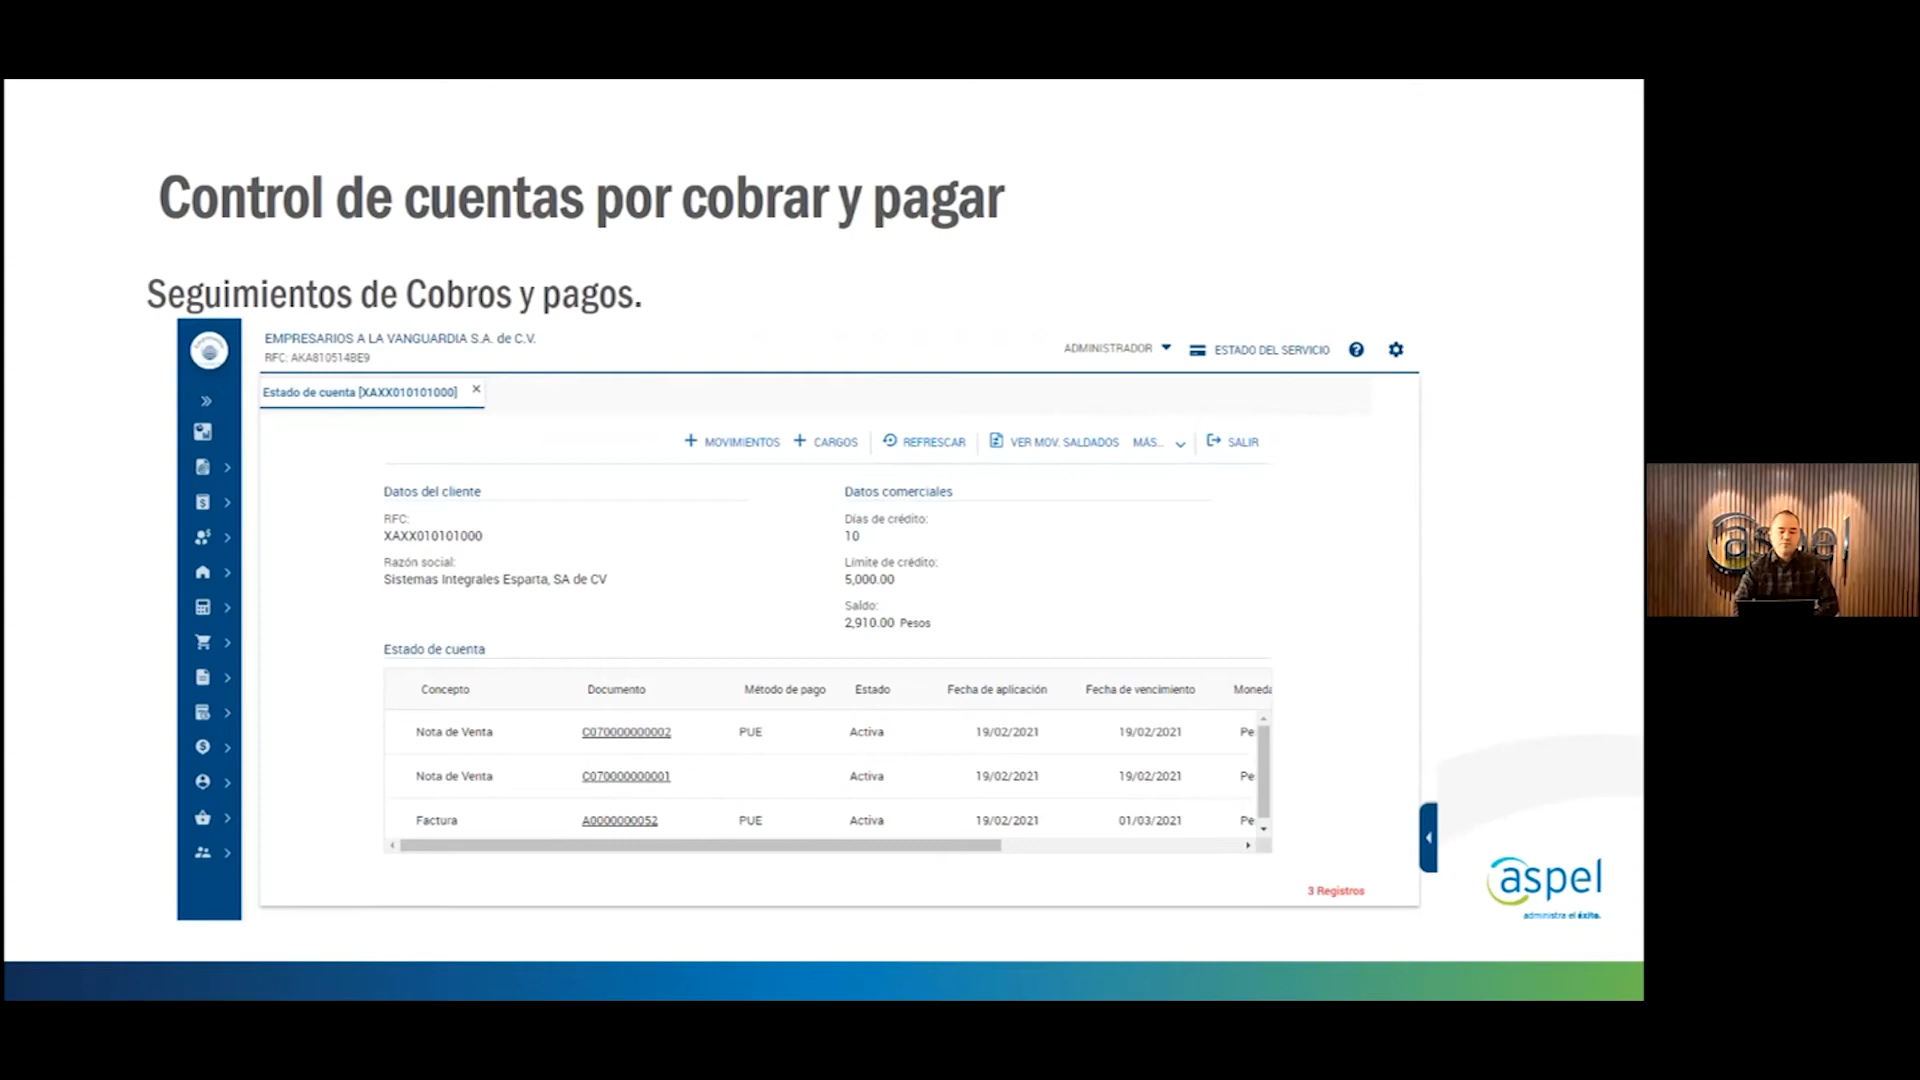 Control de cuentas por cobrar y pagar
Seguimientos de Cobros y pagos.
EMPRESARIOS A LA VANGUARDIA S.A. de C.V.
RFC: AKA810514BE9
ADMINISTRADOR
ESTADO DEL SERVICIO
Estado de cuenta [XAXX010101000]
MOVIMIENTOS
CARGOS
REFRESCAR
VER MOV. SALDADOS
MÁS...
SALIR
Datos del cliente
RFC:
XAXX010101000
Razón social:
Sistemas Integrales Esparta, SA de CV
Datos comerciales
Días de crédito:
10
Límite de crédito:
5,000.00
Saldo:
2,910.00 Pesos
Estado de cuenta
Concepto Documento Método de pago Estado Fecha de aplicación Fecha de vencimiento Moneda
Nota de Venta C070000000002 PUE Activa 19/02/2021 19/02/2021 Pe
Nota de Venta C070000000001 Activa 19/02/2021 19/02/2021 Pe
Factura A0000000052 PUE Activa 19/02/2021 01/03/2021 Pe
3 Registros
aspel
administra el éxito.
aspel